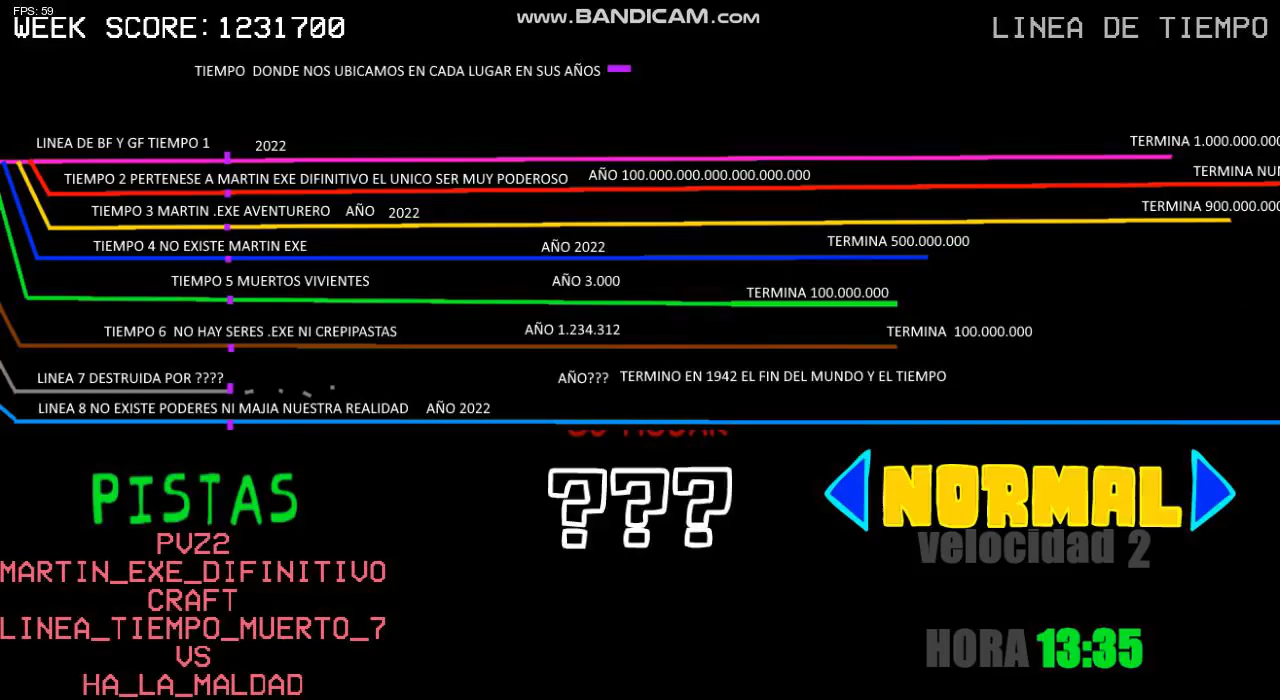 FPS: 59
WEEK SCORE:1231700
www.BANDICAM.com
LINEA DE TIEMPO
TIEMPO DONDE NOS UBICAMOS EN CADA LUGAR EN SUS AÑOS
LINEA DE BF Y GF TIEMPO 1 2022 TERMINA 1.000.000.000
TIEMPO 2 PERTENESE A MARTIN EXE DIFINITIVO EL UNICO SER MUY PODEROSO AÑO 100.000.000.000.000.000.000 TERMINA
TIEMPO 3 MARTIN .EXE AVENTURERO AÑO 2022 TERMINA 900.000.000
TIEMPO 4 NO EXISTE MARTIN EXE AÑO 2022 TERMINA 500.000.000
TIEMPO 5 MUERTOS VIVIENTES AÑO 3.000 TERMINA 100.000.000
TIEMPO 6 NO HAY SERES .EXE NI CREPIPASTAS AÑO 1.234.312 TERMINA 100.000.000
LINEA 7 DESTRUIDA POR ???? AÑO??? TERMINO EN 1942 EL FIN DEL MUNDO Y EL TIEMPO
LINEA 8 NO EXISTE PODERES NI MAJIA NUESTRA REALIDAD AÑO 2022
PISTAS
???
NORMAL
velocidad 2
PVZ2
MARTIN_EXE_DIFINITIVO
CRAFT
LINEA_TIEMPO_MUERTO_7
VS
HA_LA_MALDAD
HORA 13:35